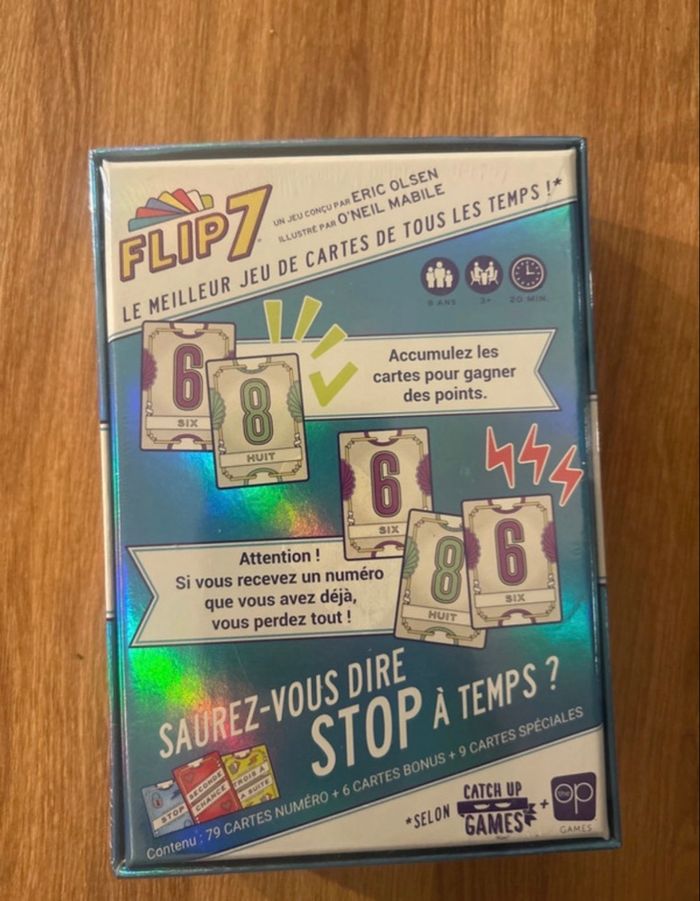 FLIP 7
UN JEU CONÇU PAR ERIC OLSEN
ILLUSTRÉ PAR O'NEIL MABILE
LE MEILLEUR JEU DE CARTES DE TOUS LES TEMPS !*
8 ANS 3+ 20 MIN.
6
SIX
8
HUIT
Accumulez les
cartes pour gagner
des points.
6
SIX
8
HUIT
6
SIX
Attention !
Si vous recevez un numéro
que vous avez déjà,
vous perdez tout !
SAUREZ-VOUS DIRE
STOP À TEMPS ?
STOP
SECONDE
CHANCE
TROIS À
LA SUITE
Contenu : 79 CARTES NUMÉRO + 6 CARTES BONUS + 9 CARTES SPÉCIALES
*SELON CATCH UP GAMES + the op GAMES